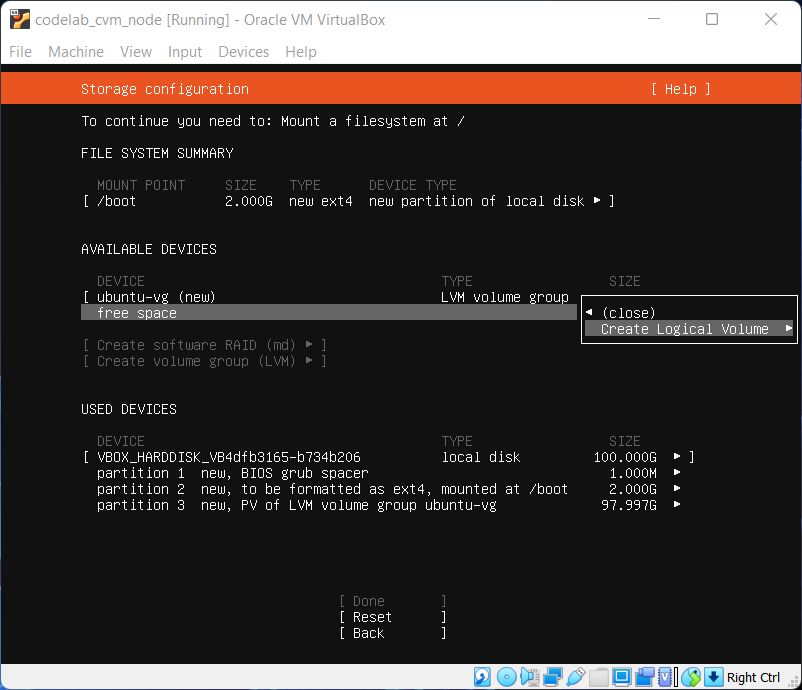 codelab_cvm_node [Running] - Oracle VM VirtualBox
File Machine View Input Devices Help
Storage configuration [ Help ]
To continue you need to: Mount a filesystem at /
FILE SYSTEM SUMMARY
MOUNT POINT SIZE TYPE DEVICE TYPE
[ /boot 2.000G new ext4 new partition of local disk ▸ ]
AVAILABLE DEVICES
DEVICE TYPE SIZE
[ ubuntu-vg (new) LVM volume group
free space ◂ (close)
Create Logical Volume ▸
[ Create software RAID (md) ▸ ]
[ Create volume group (LVM) ▸ ]
USED DEVICES
DEVICE TYPE SIZE
[ VBOX_HARDDISK_VB4dfb3165-b734b206 local disk 100.000G ▸ ]
partition 1 new, BIOS grub spacer 1.000M ▸
partition 2 new, to be formatted as ext4, mounted at /boot 2.000G ▸
partition 3 new, PV of LVM volume group ubuntu-vg 97.997G ▸
[ Done ]
[ Reset ]
[ Back ]
Right Ctrl